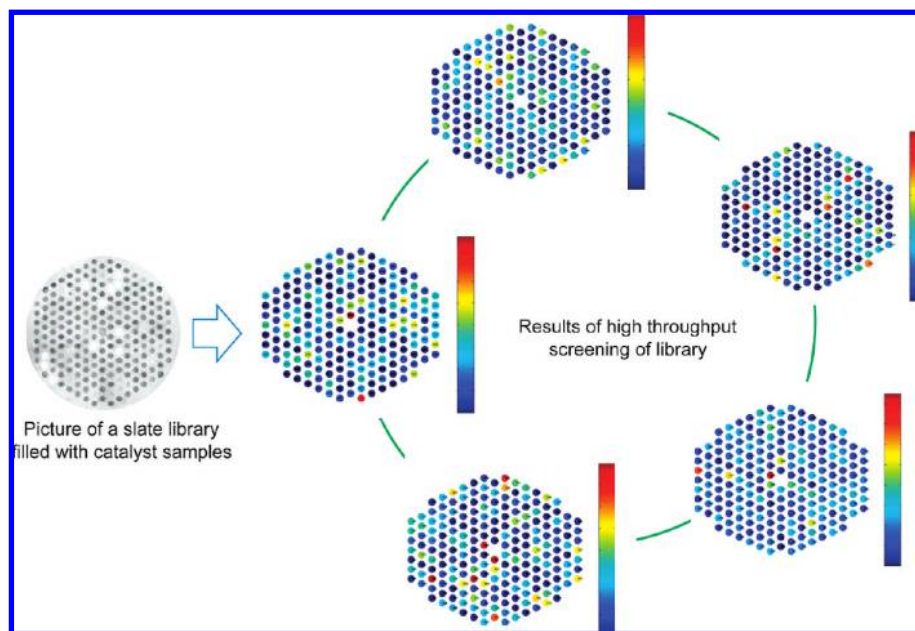 Results of high throughput
screening of library
Picture of a slate library
filled with catalyst samples